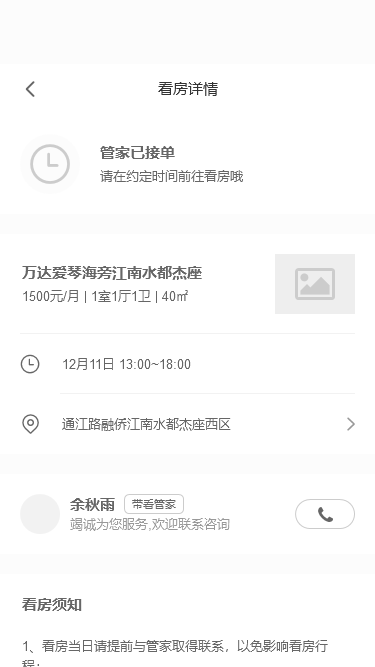 看房详情
管家已接单
请在约定时间前往看房哦
万达爱琴海旁江南水都杰座
1500元/月 | 1室1厅1卫 | 40㎡
12月11日 13:00~18:00
通江路融侨江南水都杰座西区
余秋雨 带看管家
竭诚为您服务,欢迎联系咨询
看房须知
1、看房当日请提前与管家取得联系，以免影响看房行
程；